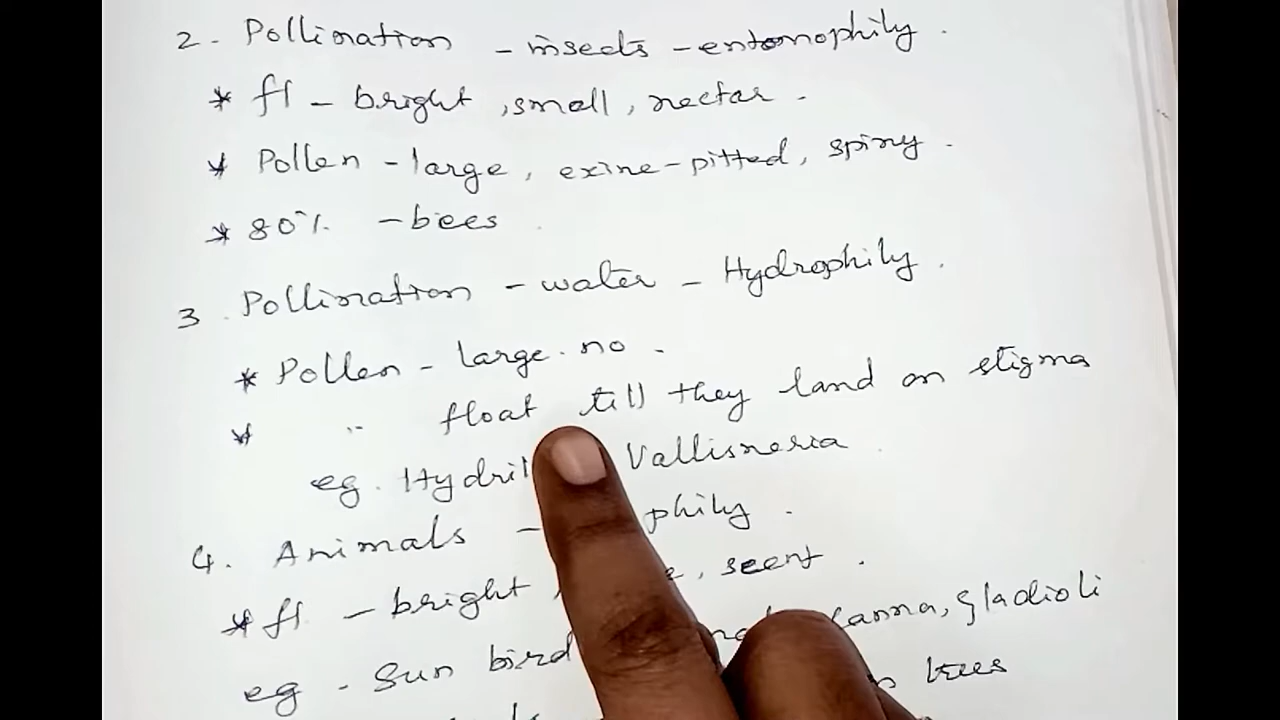 2. Pollination - insects - entomophily.
* fl - bright, small, nectar.
* Pollen - large, exine-pitted, spiny.
* 80% - bees
3. Pollination - water - Hydrophily.
* Pollen - large no.
* " float till they land on stigma
eg. Hydril Vallisneria
4. Animals - phily.
* fl - bright, scent.
eg. Sun bird Canna, gladioli
trees